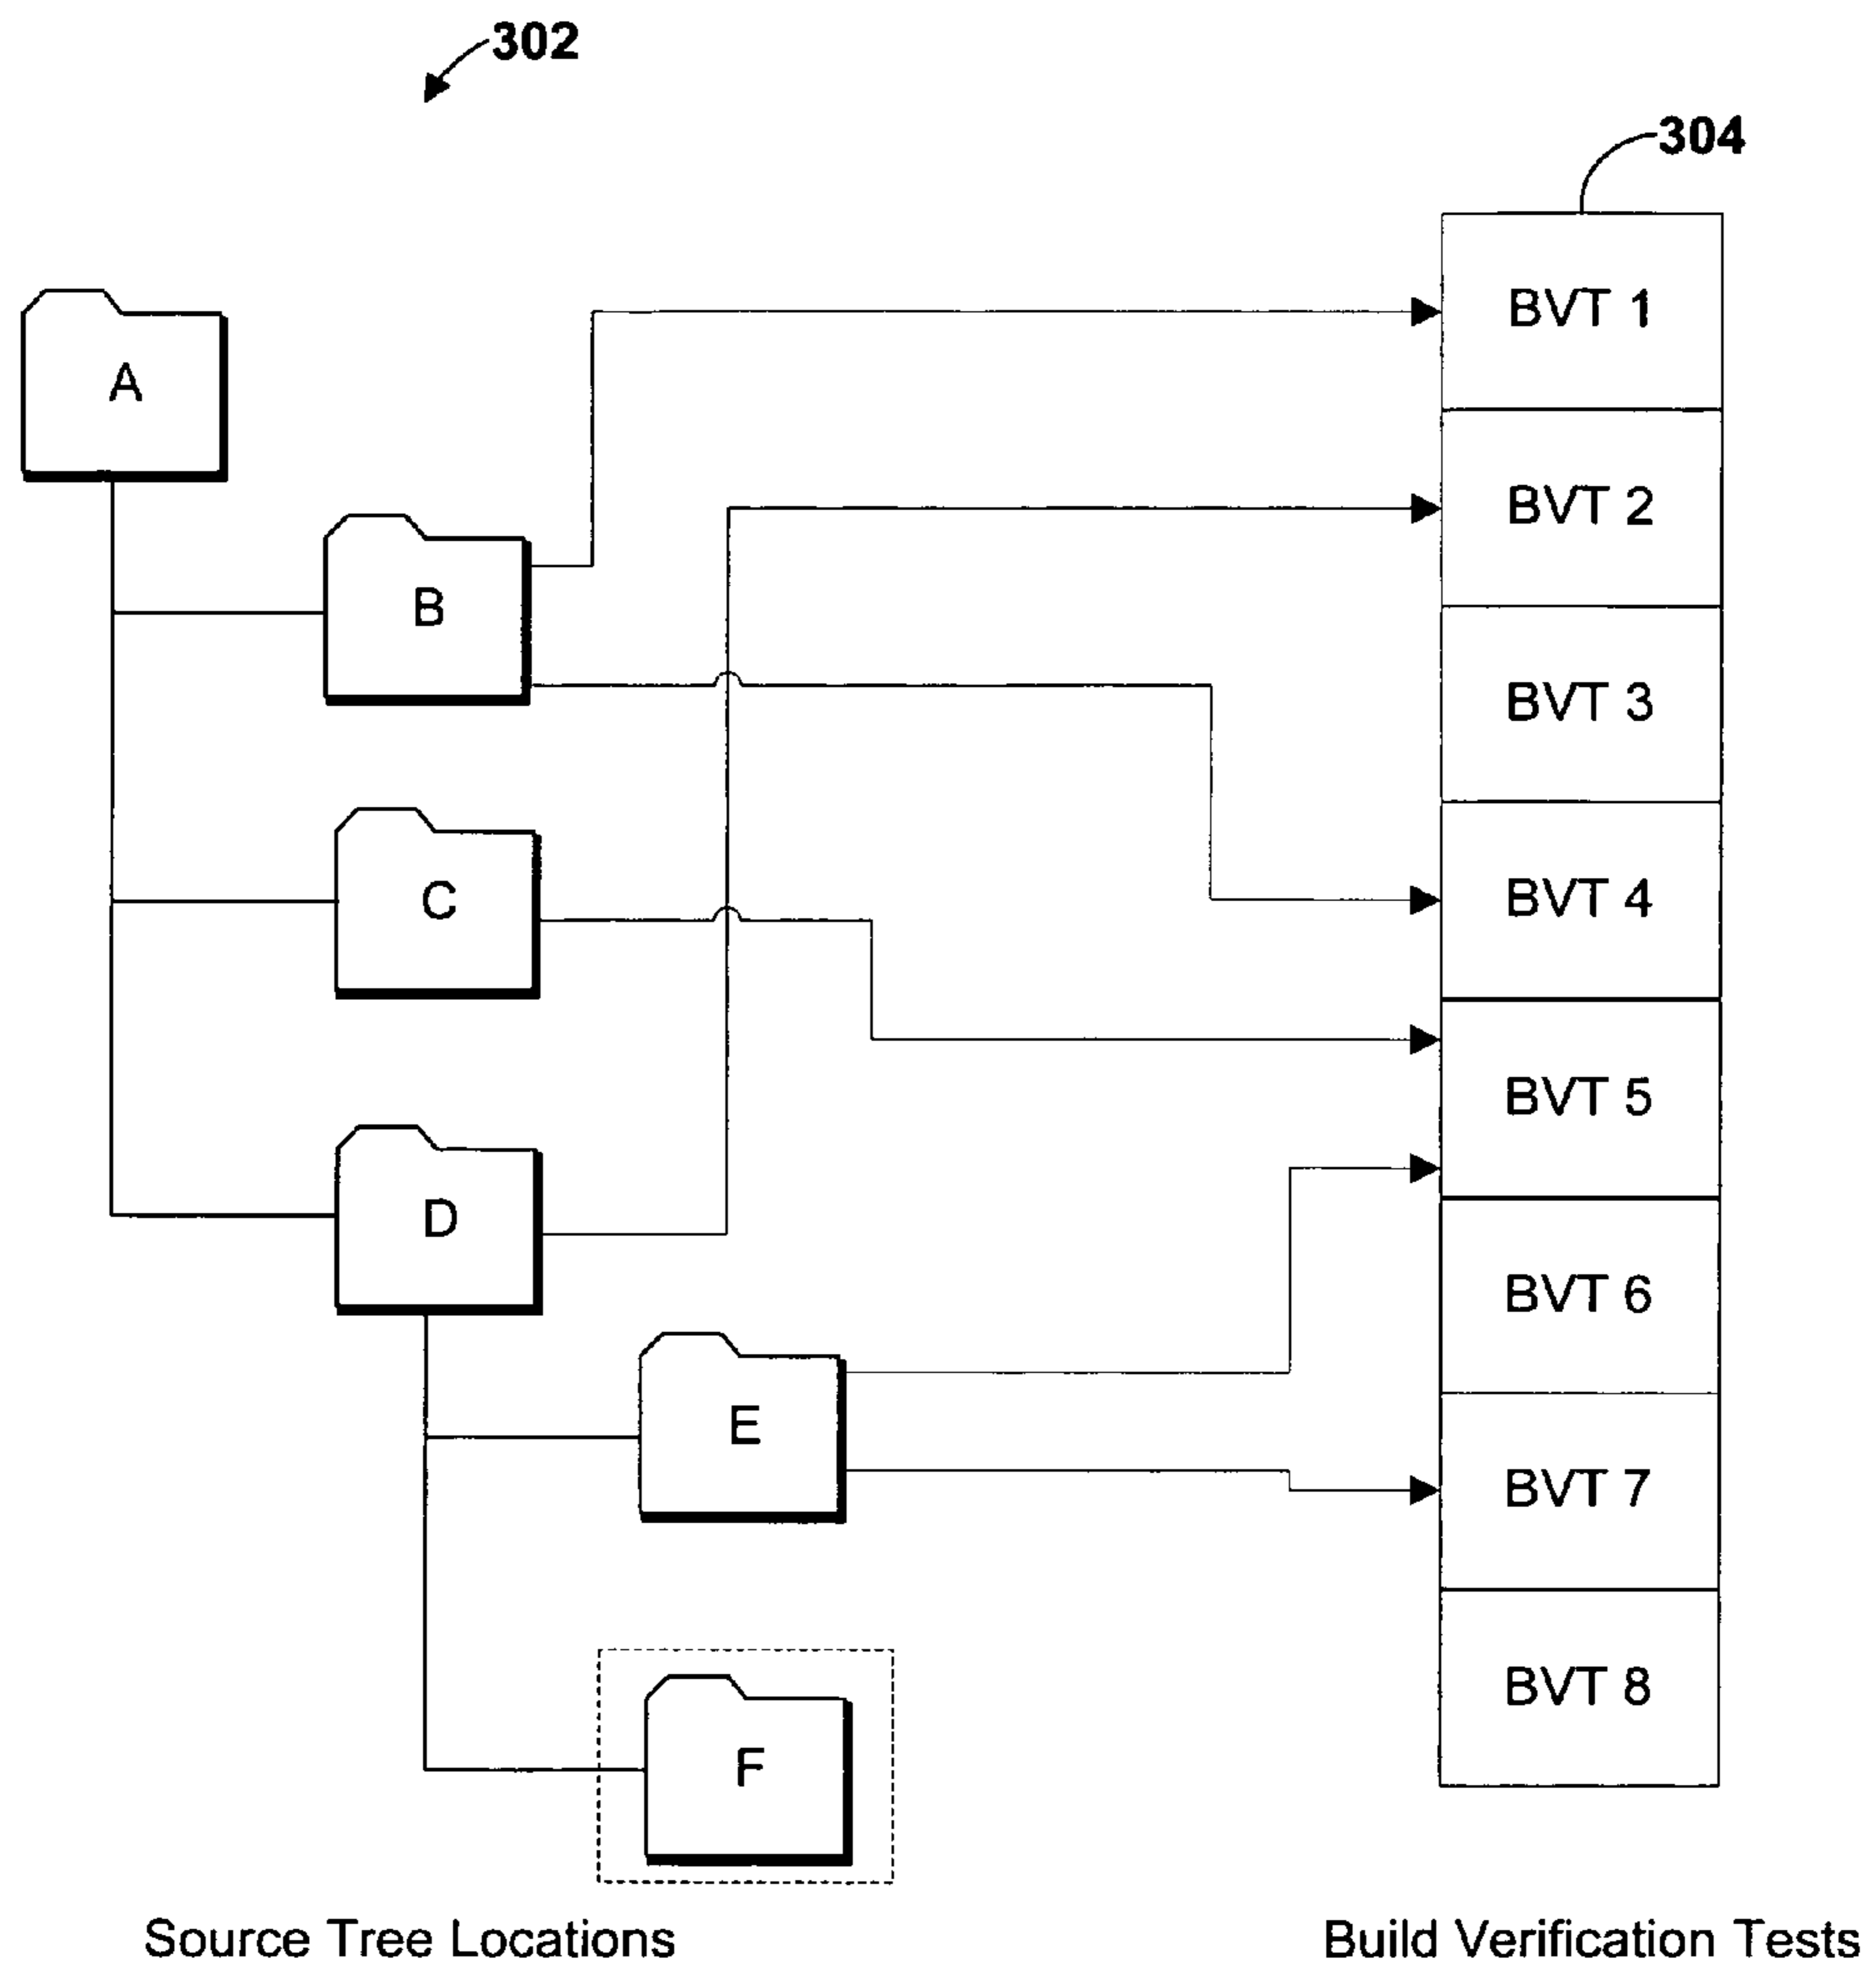 302
304
A
B
C
D
E
F
BVT 1
BVT 2
BVT 3
BVT 4
BVT 5
BVT 6
BVT 7
BVT 8
Source Tree Locations
Build Verification Tests